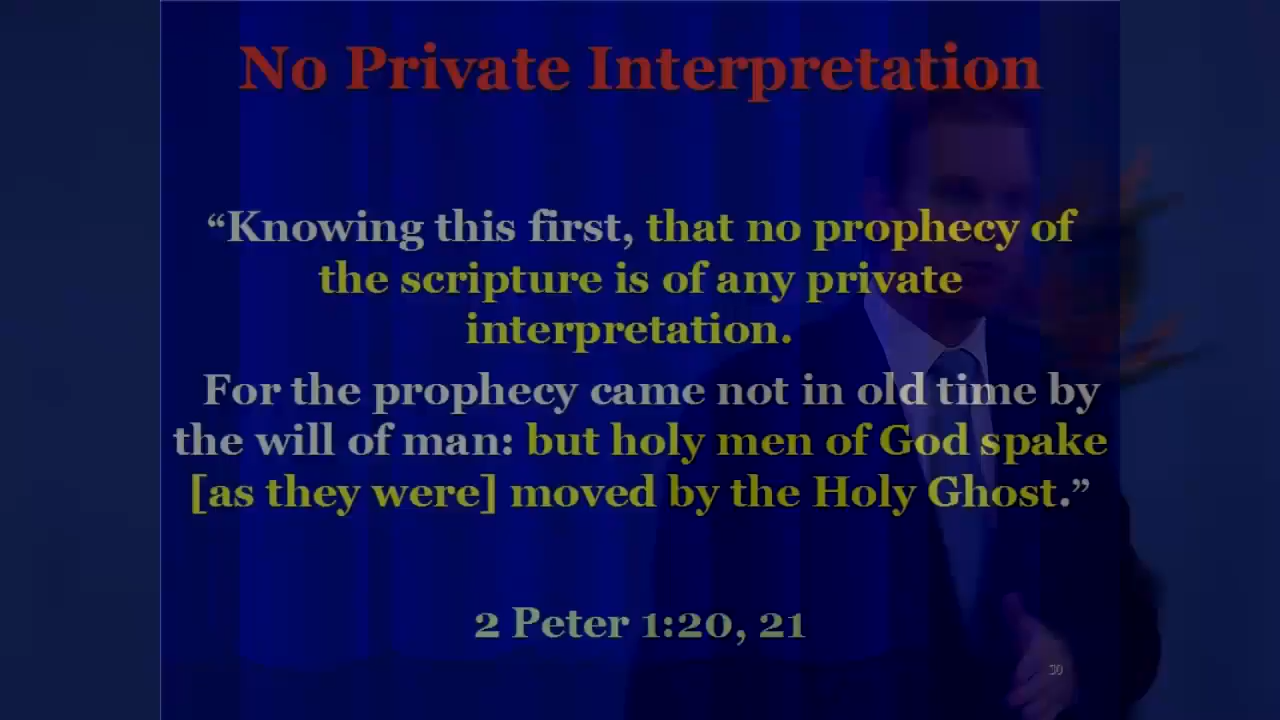 No Private Interpretation
“Knowing this first, that no prophecy of
the scripture is of any private
interpretation.
For the prophecy came not in old time by
the will of man: but holy men of God spake
[as they were] moved by the Holy Ghost.”
2 Peter 1:20, 21
30